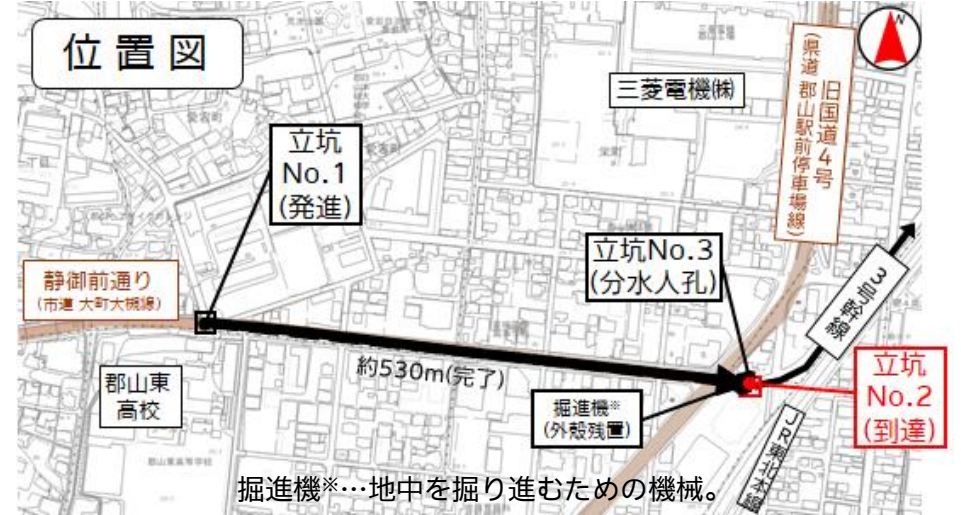 位置図
N
三菱電機㈱
旧国道4号
(県道 郡山駅前停車場線)
立坑
No.1
(発進)
栄町
立坑No.3
(分水人孔)
3号幹線
静御前通り
(市道 大町大槻線)
約530m(完了)
郡山東
高校
掘進機※
(外殻残置)
立坑
No.2
(到達)
JR東北本線
掘進機※…地中を掘り進むための機械。